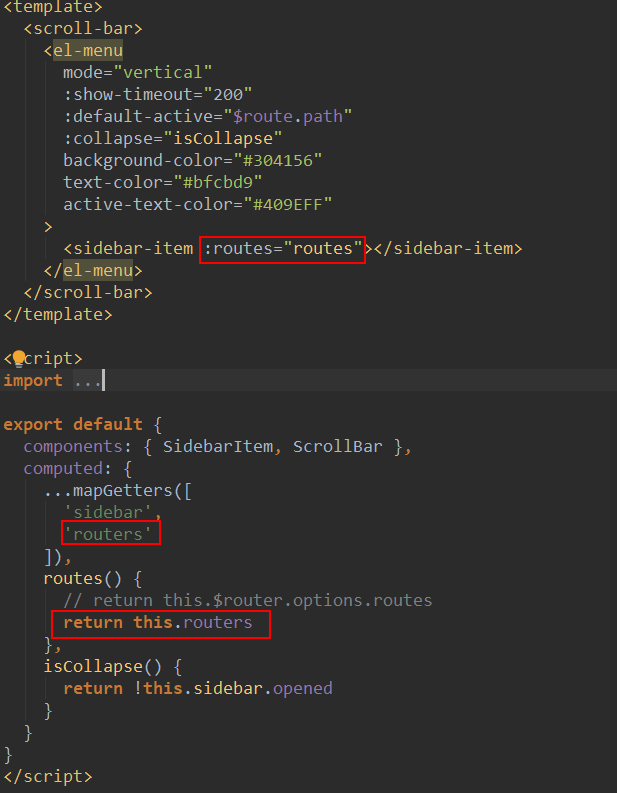 <template>
  <scroll-bar>
    <el-menu
      mode="vertical"
      :show-timeout="200"
      :default-active="$route.path"
      :collapse="isCollapse"
      background-color="#304156"
      text-color="#bfcbd9"
      active-text-color="#409EFF"
    >
      <sidebar-item :routes="routes"></sidebar-item>
    </el-menu>
  </scroll-bar>
</template>

<script>
import ...

export default {
  components: { SidebarItem, ScrollBar },
  computed: {
    ...mapGetters([
      'sidebar',
      'routers'
    ]),
    routes() {
      // return this.$router.options.routes
      return this.routers
    },
    isCollapse() {
      return !this.sidebar.opened
    }
  }
}
</script>